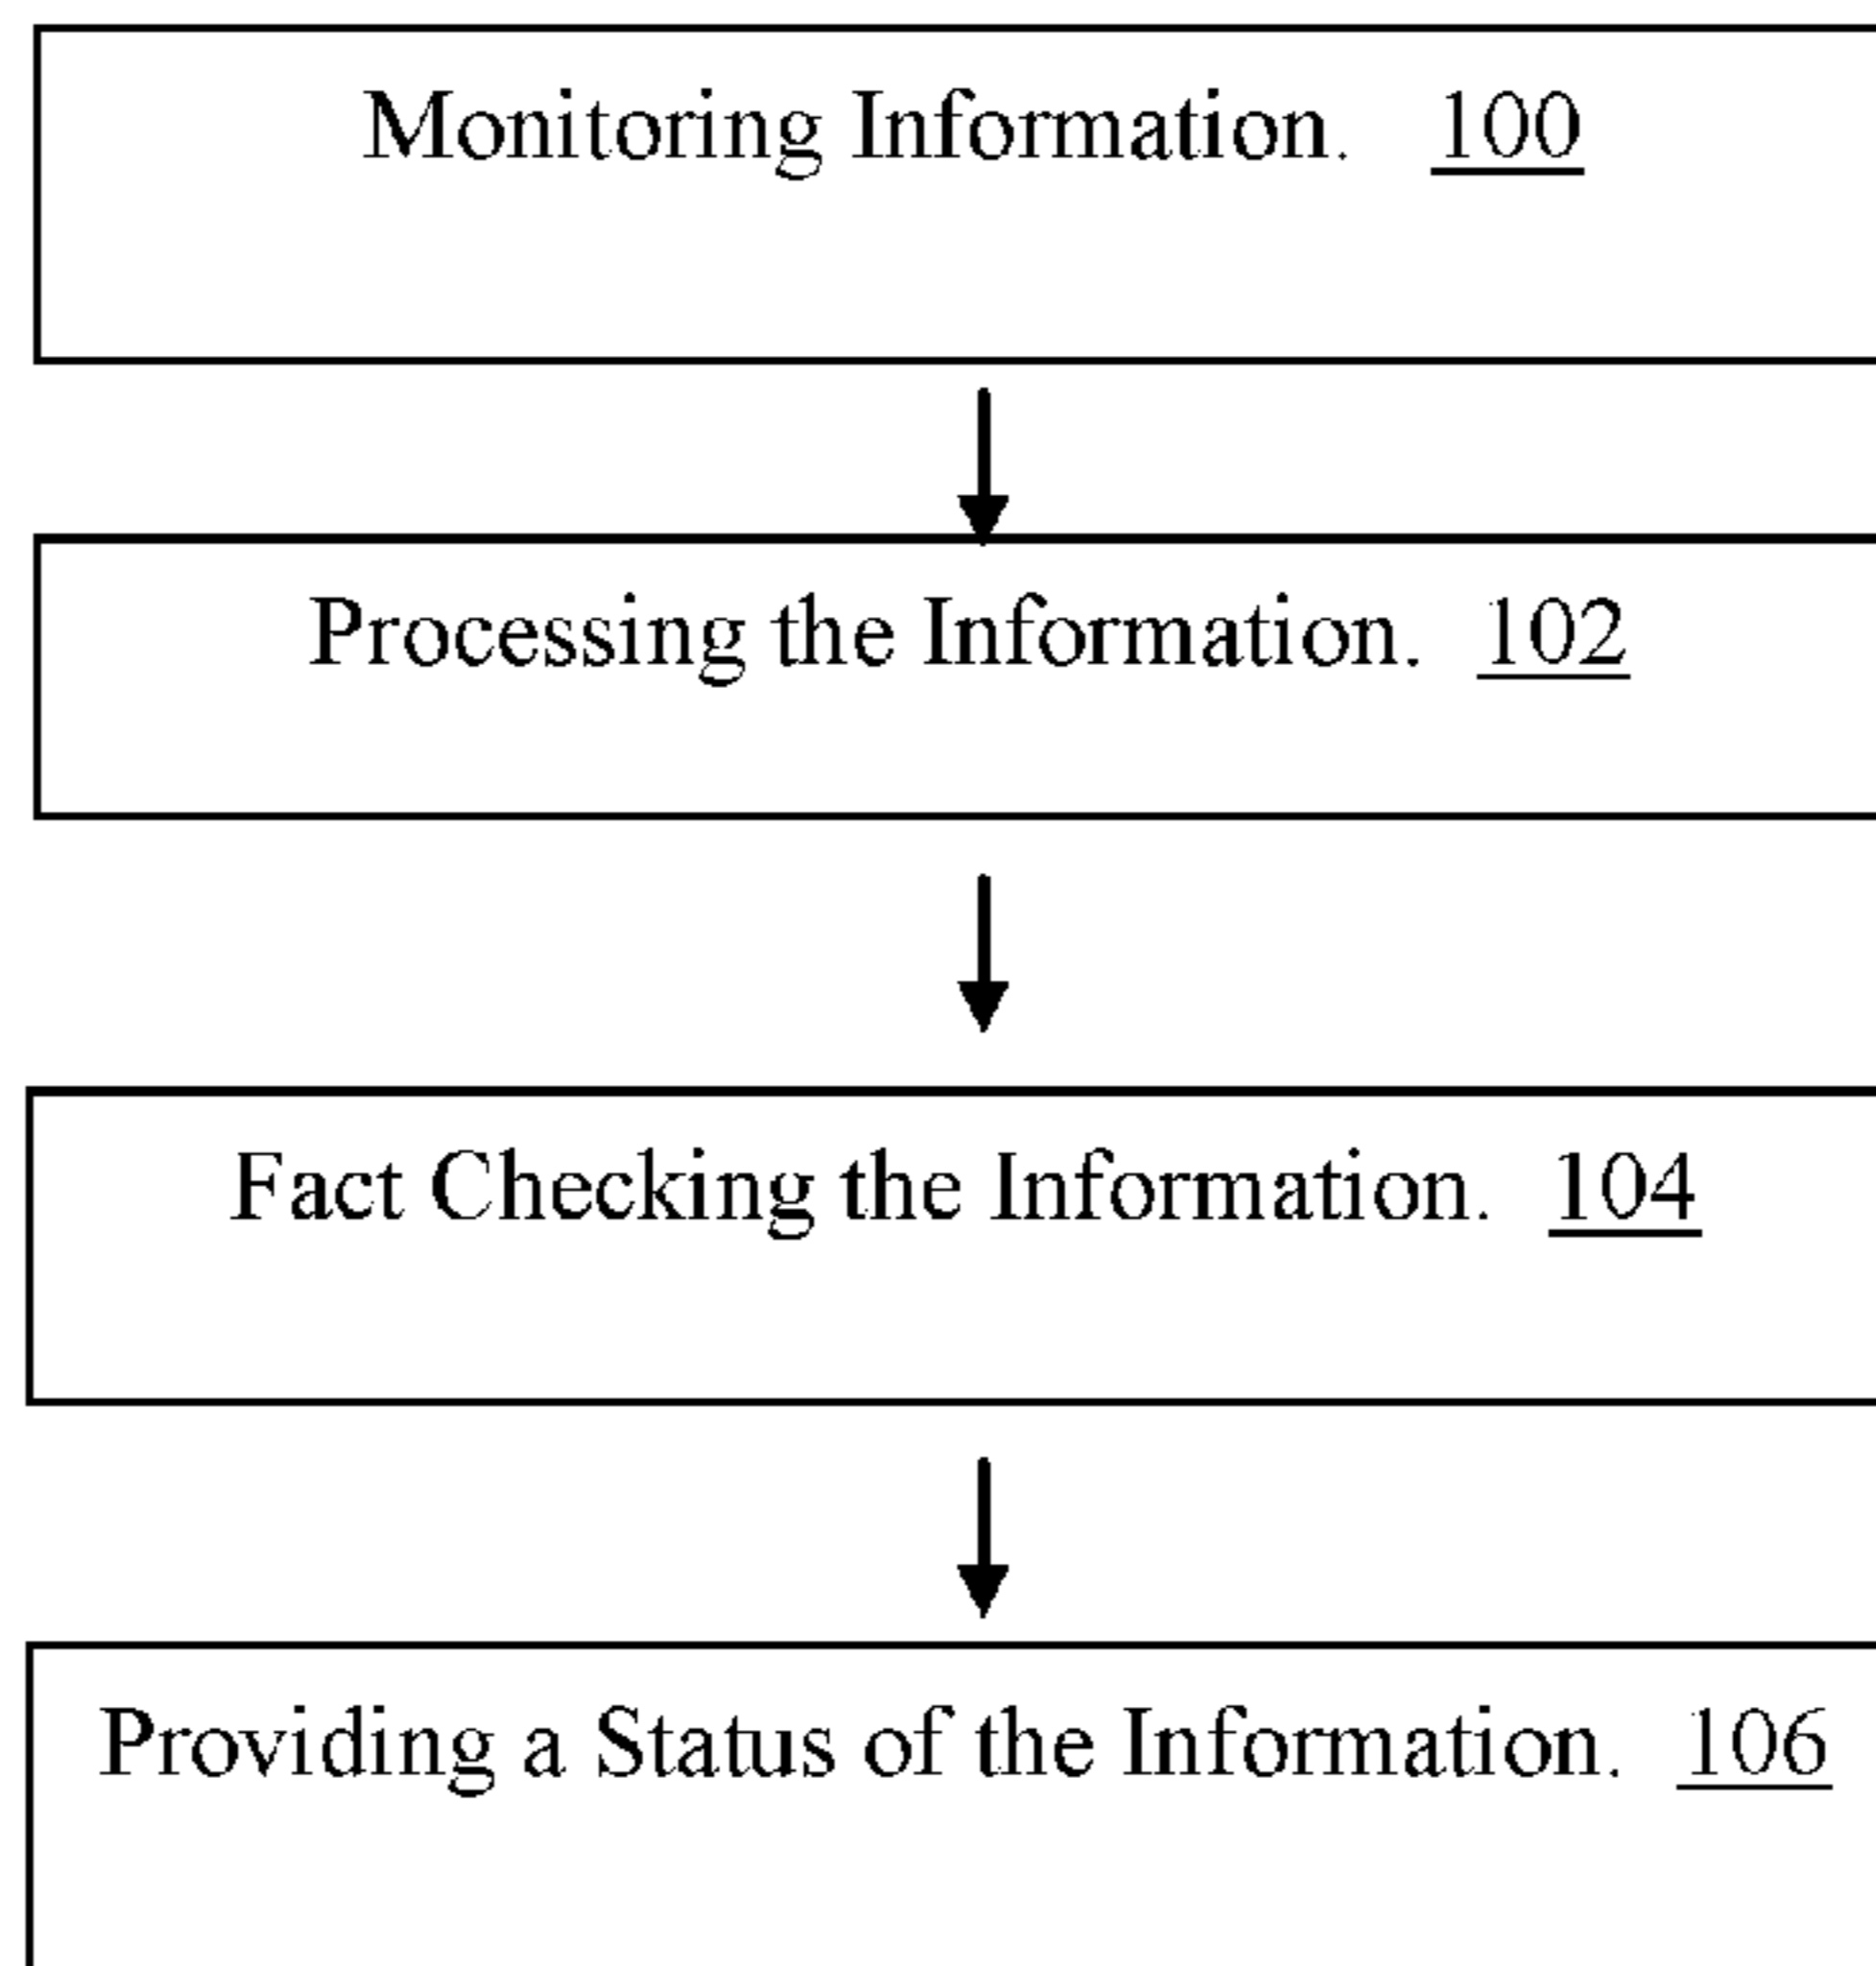 Monitoring Information. 100
Processing the Information. 102
Fact Checking the Information. 104
Providing a Status of the Information. 106